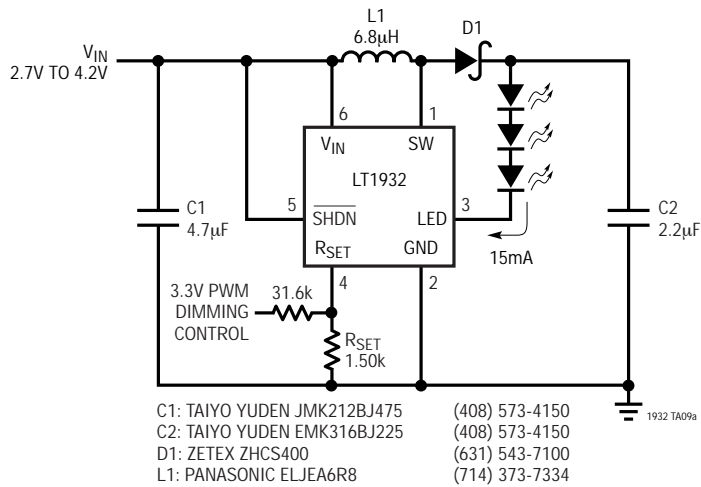 L1
6.8μH
D1
VIN
2.7V TO 4.2V
6
1
VIN
SW
LT1932
C1
4.7μF
5
SHDN
LED
3
C2
2.2μF
RSET
GND
15mA
4
2
3.3V PWM
DIMMING
CONTROL
31.6k
RSET
1.50k
C1: TAIYO YUDEN JMK212BJ475 (408) 573-4150
C2: TAIYO YUDEN EMK316BJ225 (408) 573-4150
D1: ZETEX ZHCS400 (631) 543-7100
L1: PANASONIC ELJEA6R8 (714) 373-7334
1932 TA09a